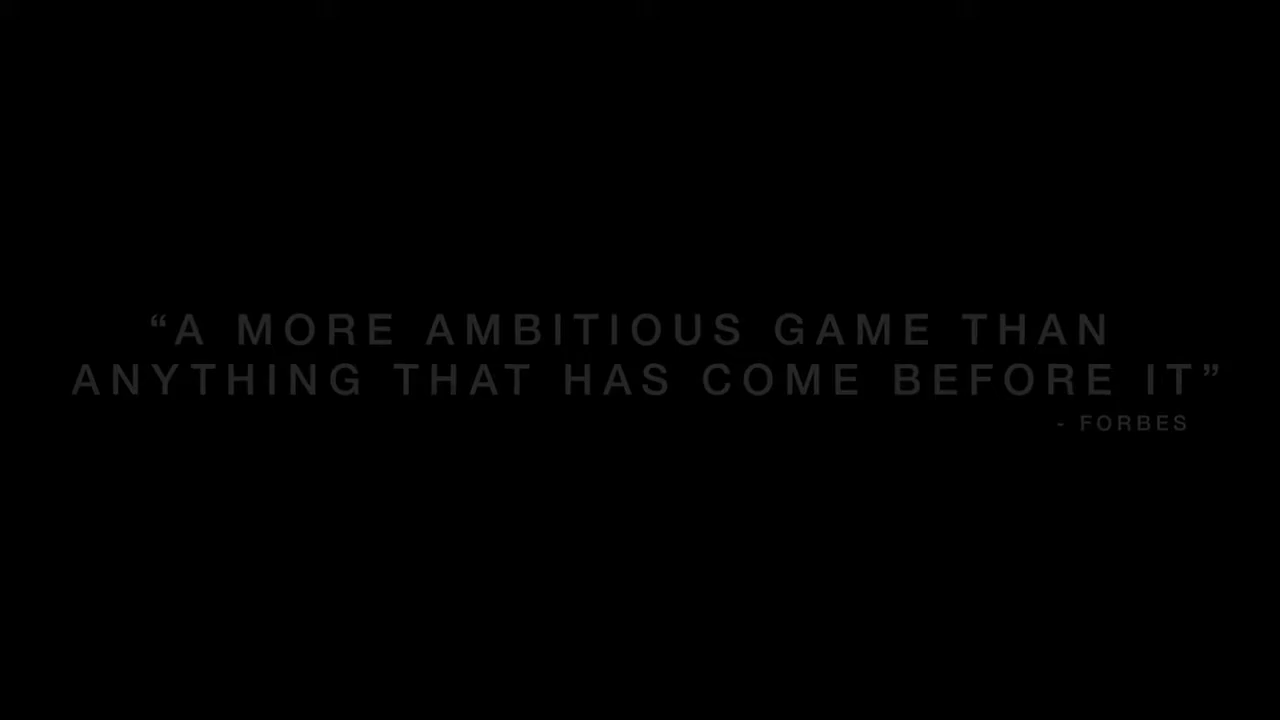 “A MORE AMBITIOUS GAME THAN
ANYTHING THAT HAS COME BEFORE IT”
- FORBES